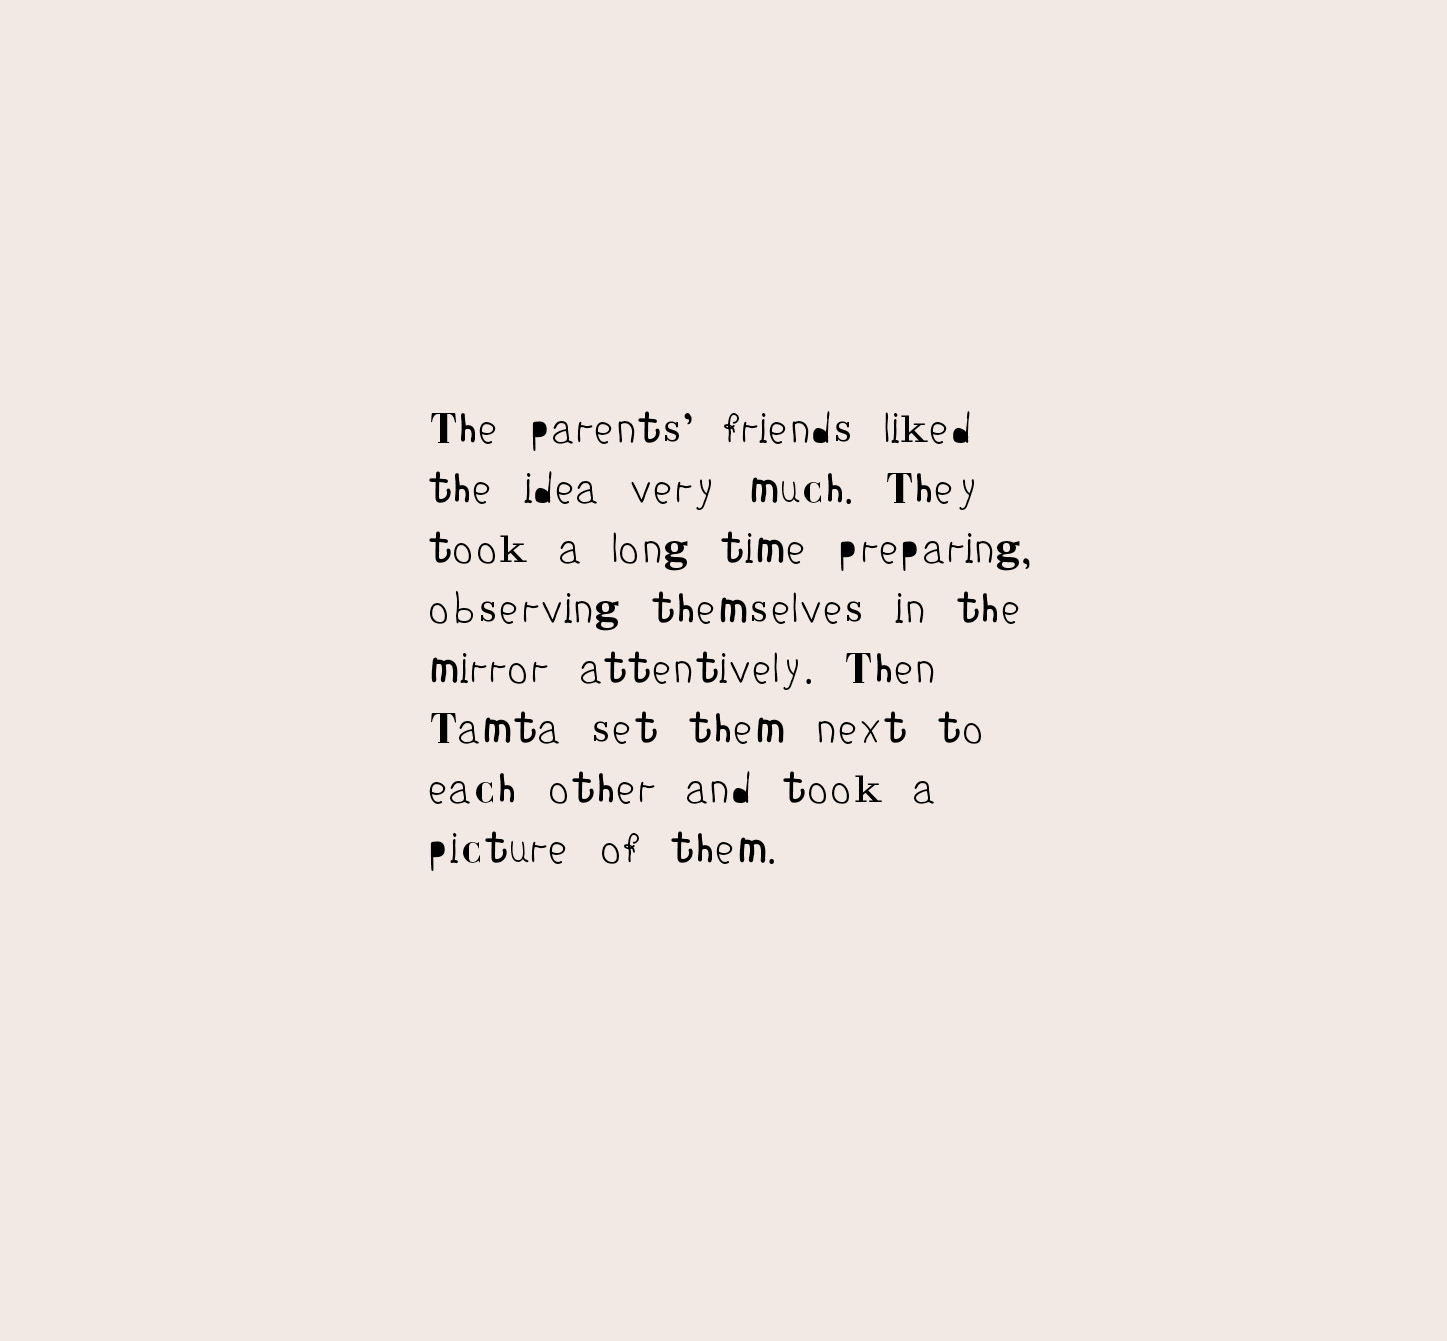 The parents’ friends liked
the idea very much. They
took a long time preparing,
observing themselves in the
mirror attentively. Then
Tamta set them next to
each other and took a
picture of them.